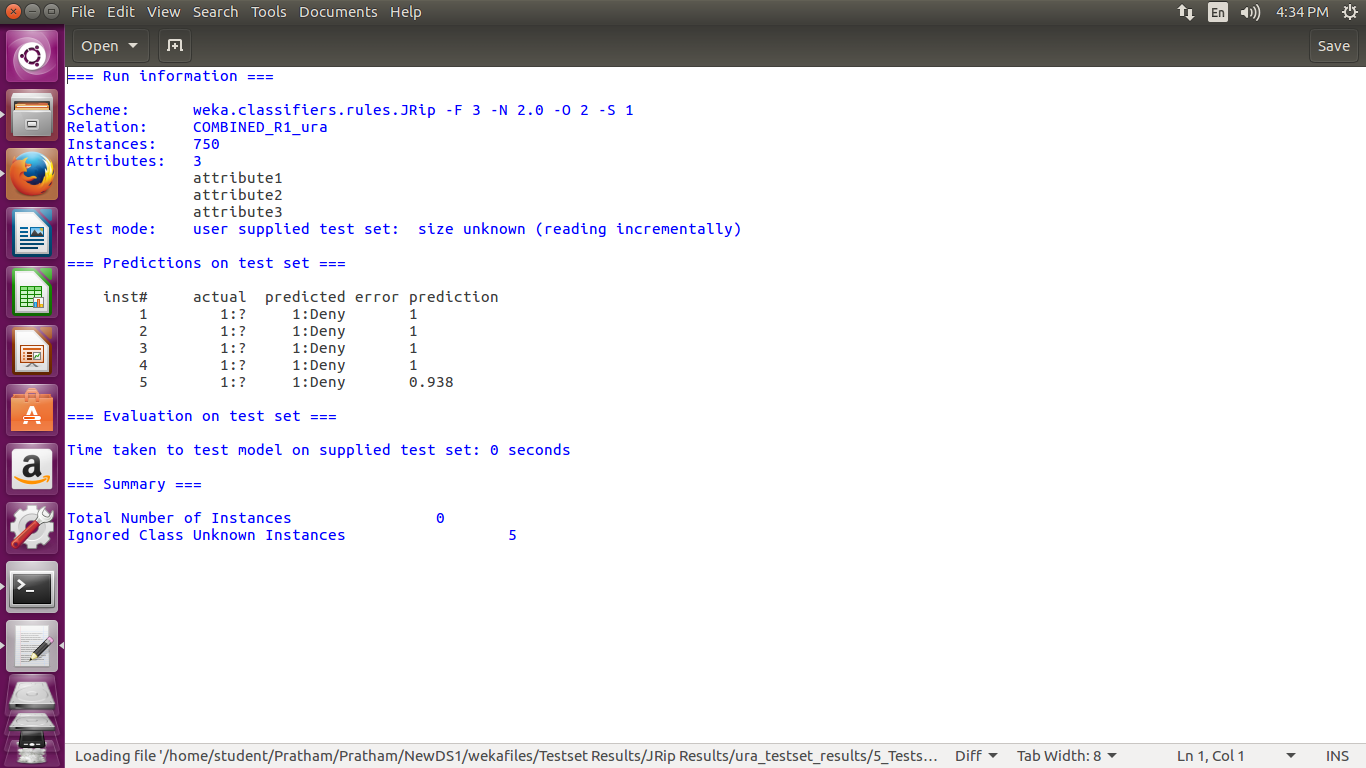 File Edit View Search Tools Documents Help En 4:34 PM
Open Save
=== Run information ===
Scheme: weka.classifiers.rules.JRip -F 3 -N 2.0 -O 2 -S 1
Relation: COMBINED_R1_ura
Instances: 750
Attributes: 3
attribute1
attribute2
attribute3
Test mode: user supplied test set: size unknown (reading incrementally)
=== Predictions on test set ===
inst# actual predicted error prediction
1 1:? 1:Deny 1
2 1:? 1:Deny 1
3 1:? 1:Deny 1
4 1:? 1:Deny 1
5 1:? 1:Deny 0.938
=== Evaluation on test set ===
Time taken to test model on supplied test set: 0 seconds
=== Summary ===
Total Number of Instances 0
Ignored Class Unknown Instances 5
Loading file '/home/student/Pratham/Pratham/NewDS1/wekafiles/Testset Results/JRip Results/ura_testset_results/5_Tests… Diff Tab Width: 8 Ln 1, Col 1 INS